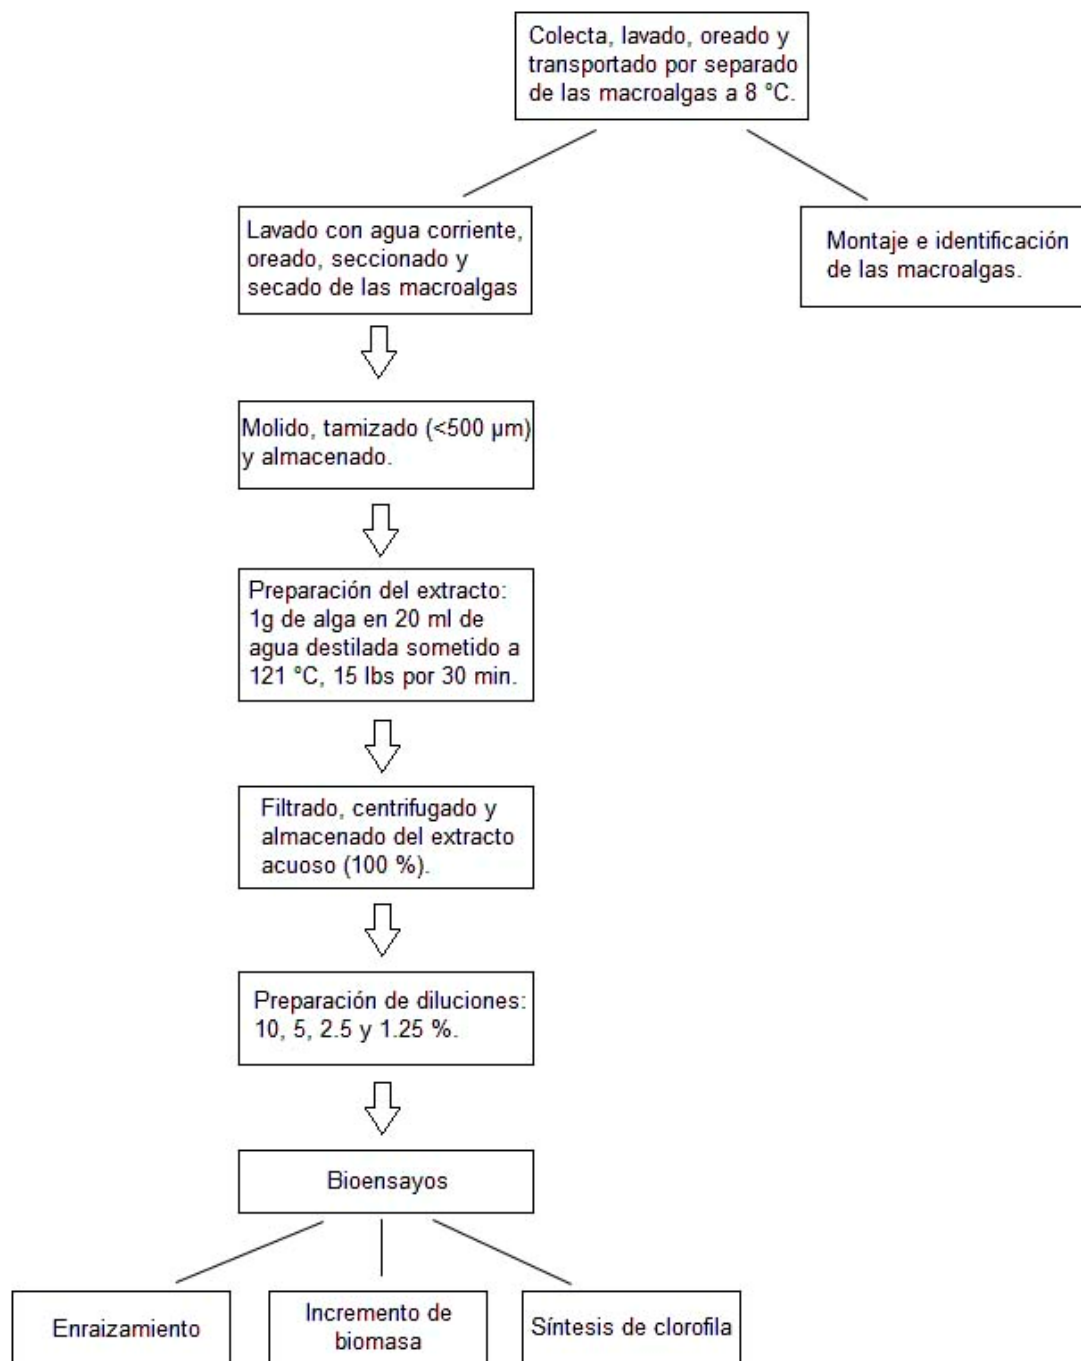 Colecta, lavado, oreado y
transportado por separado
de las macroalgas a 8 ºC.
Lavado con agua corriente,
oreado, seccionado y
secado de las macroalgas
Montaje e identificación
de las macroalgas.
Molido, tamizado (<500 µm)
y almacenado.
Preparación del extracto:
1g de alga en 20 ml de
agua destilada sometido a
121 ºC, 15 lbs por 30 min.
Filtrado, centrifugado y
almacenado del extracto
acuoso (100 %).
Preparación de diluciones:
10, 5, 2.5 y 1.25 %.
Bioensayos
Enraizamiento
Incremento de
biomasa
Síntesis de clorofila